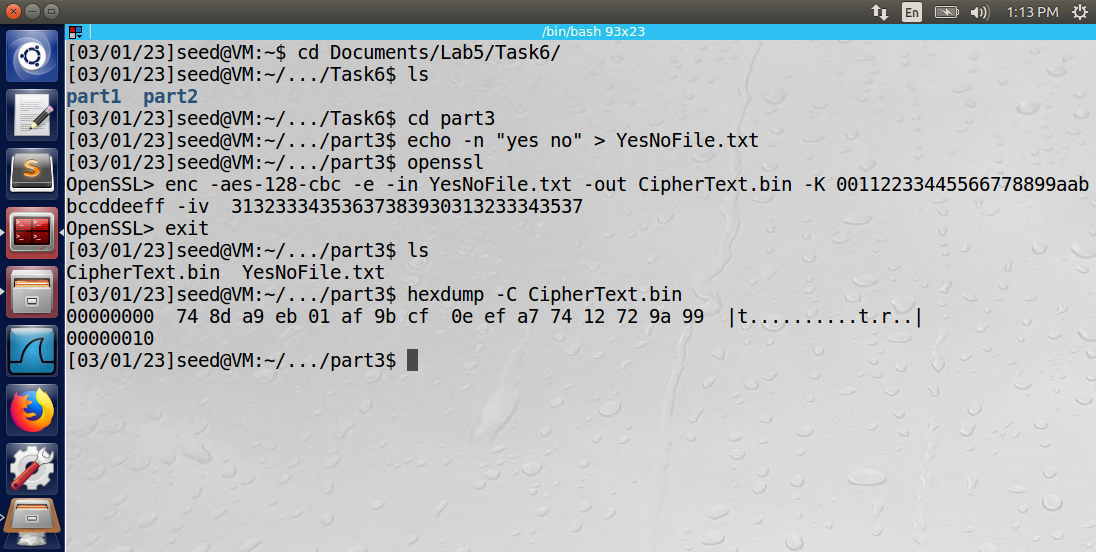 En 1:13 PM
/bin/bash 93x23
[03/01/23]seed@VM:~$ cd Documents/Lab5/Task6/
[03/01/23]seed@VM:~/.../Task6$ ls
part1  part2
[03/01/23]seed@VM:~/.../Task6$ cd part3
[03/01/23]seed@VM:~/.../part3$ echo -n "yes no" > YesNoFile.txt
[03/01/23]seed@VM:~/.../part3$ openssl
OpenSSL> enc -aes-128-cbc -e -in YesNoFile.txt -out CipherText.bin -K 00112233445566778899aab
bccddeeff -iv  31323334353637383930313233343537
OpenSSL> exit
[03/01/23]seed@VM:~/.../part3$ ls
CipherText.bin  YesNoFile.txt
[03/01/23]seed@VM:~/.../part3$ hexdump -C CipherText.bin
00000000  74 8d a9 eb 01 af 9b cf  0e ef a7 74 12 72 9a 99  |t..........t.r..|
00000010
[03/01/23]seed@VM:~/.../part3$